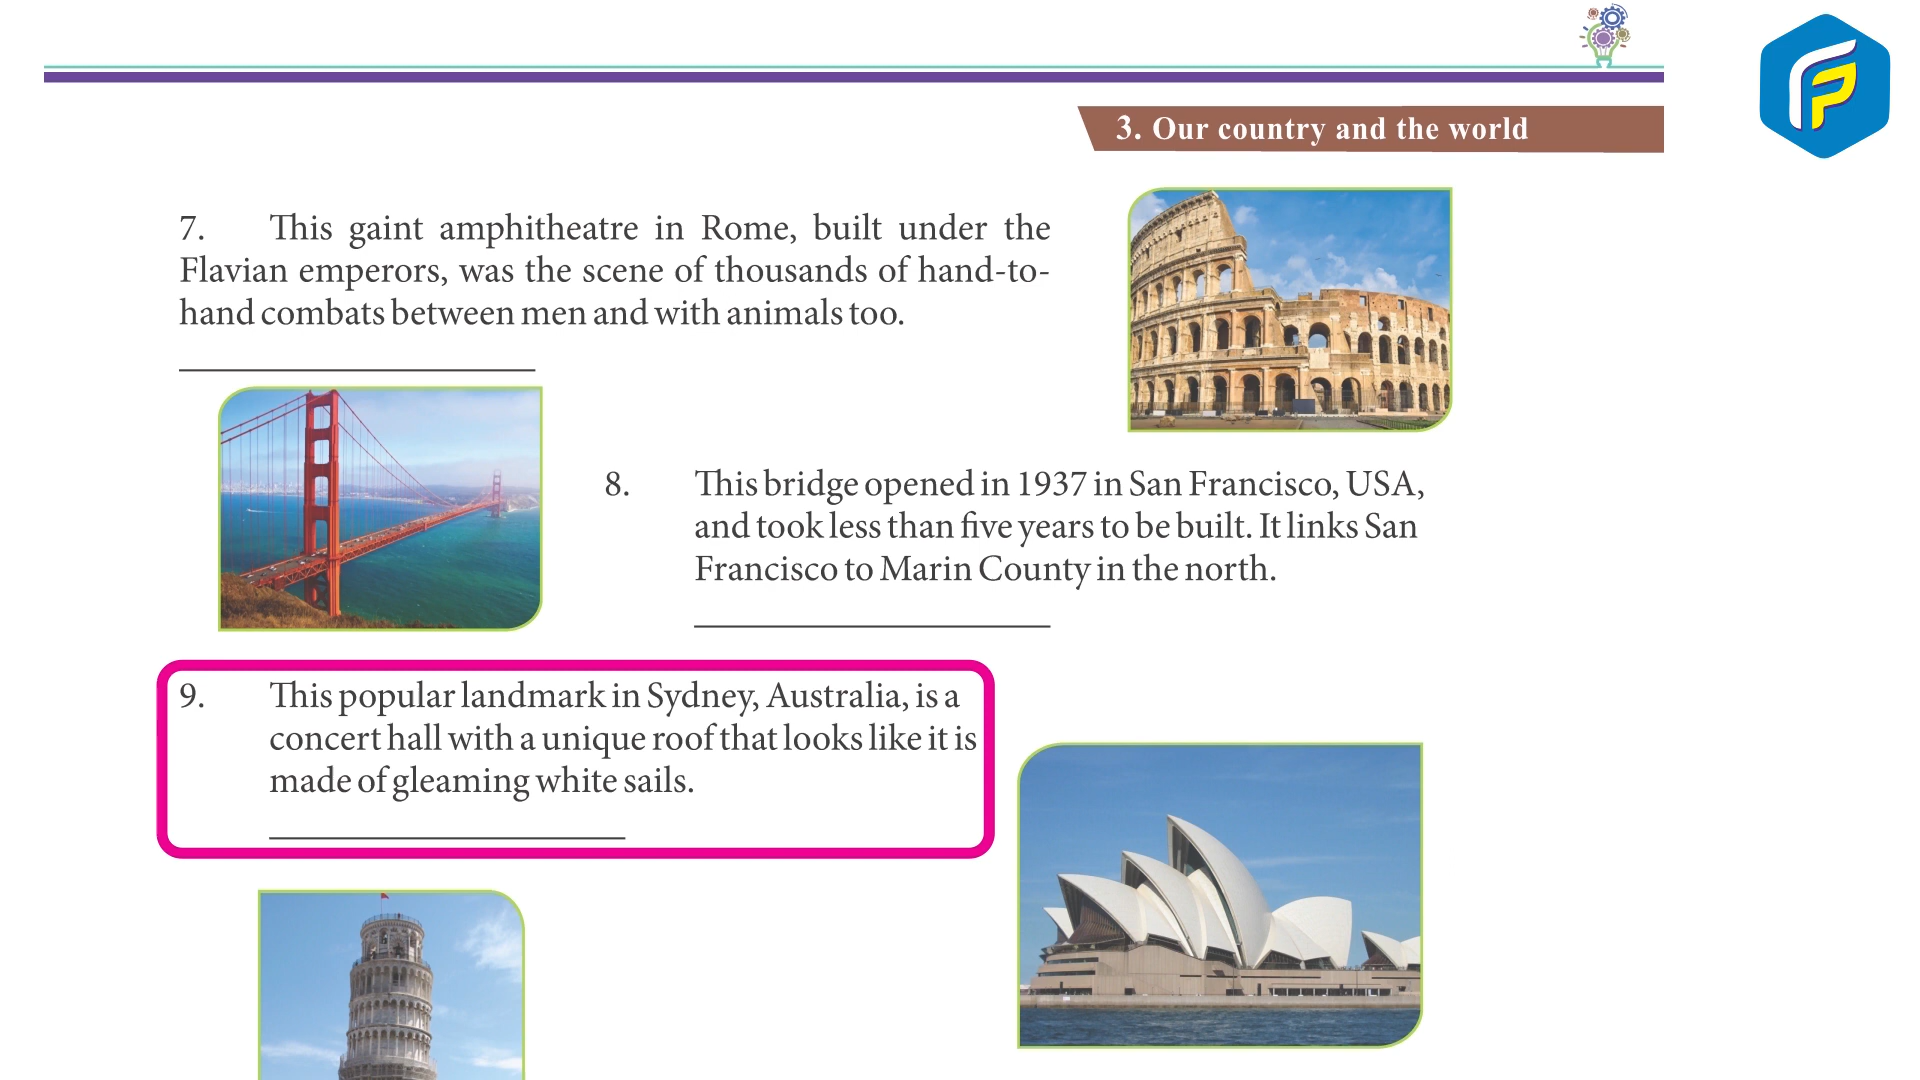 3. Our country and the world
7. This gaint amphitheatre in Rome, built under the
Flavian emperors, was the scene of thousands of hand-to-
hand combats between men and with animals too.
8. This bridge opened in 1937 in San Francisco, USA,
and took less than five years to be built. It links San
Francisco to Marin County in the north.
9. This popular landmark in Sydney, Australia, is a
concert hall with a unique roof that looks like it is
made of gleaming white sails.